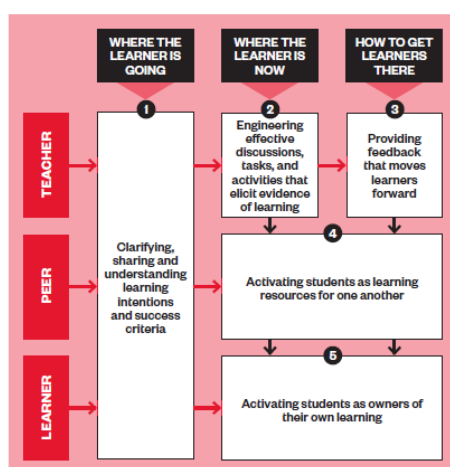 WHERE THE
LEARNER IS
GOING
WHERE THE
LEARNER IS
NOW
HOW TO GET
LEARNERS
THERE
1
2
3
TEACHER
Engineering
effective
discussions,
tasks, and
activities that
elicit evidence
of learning
Providing
feedback
that moves
learners
forward
Clarifying,
sharing and
understanding
learning
intentions
and success
criteria
PEER
4
Activating students as learning
resources for one another
LEARNER
5
Activating students as owners of
their own learning